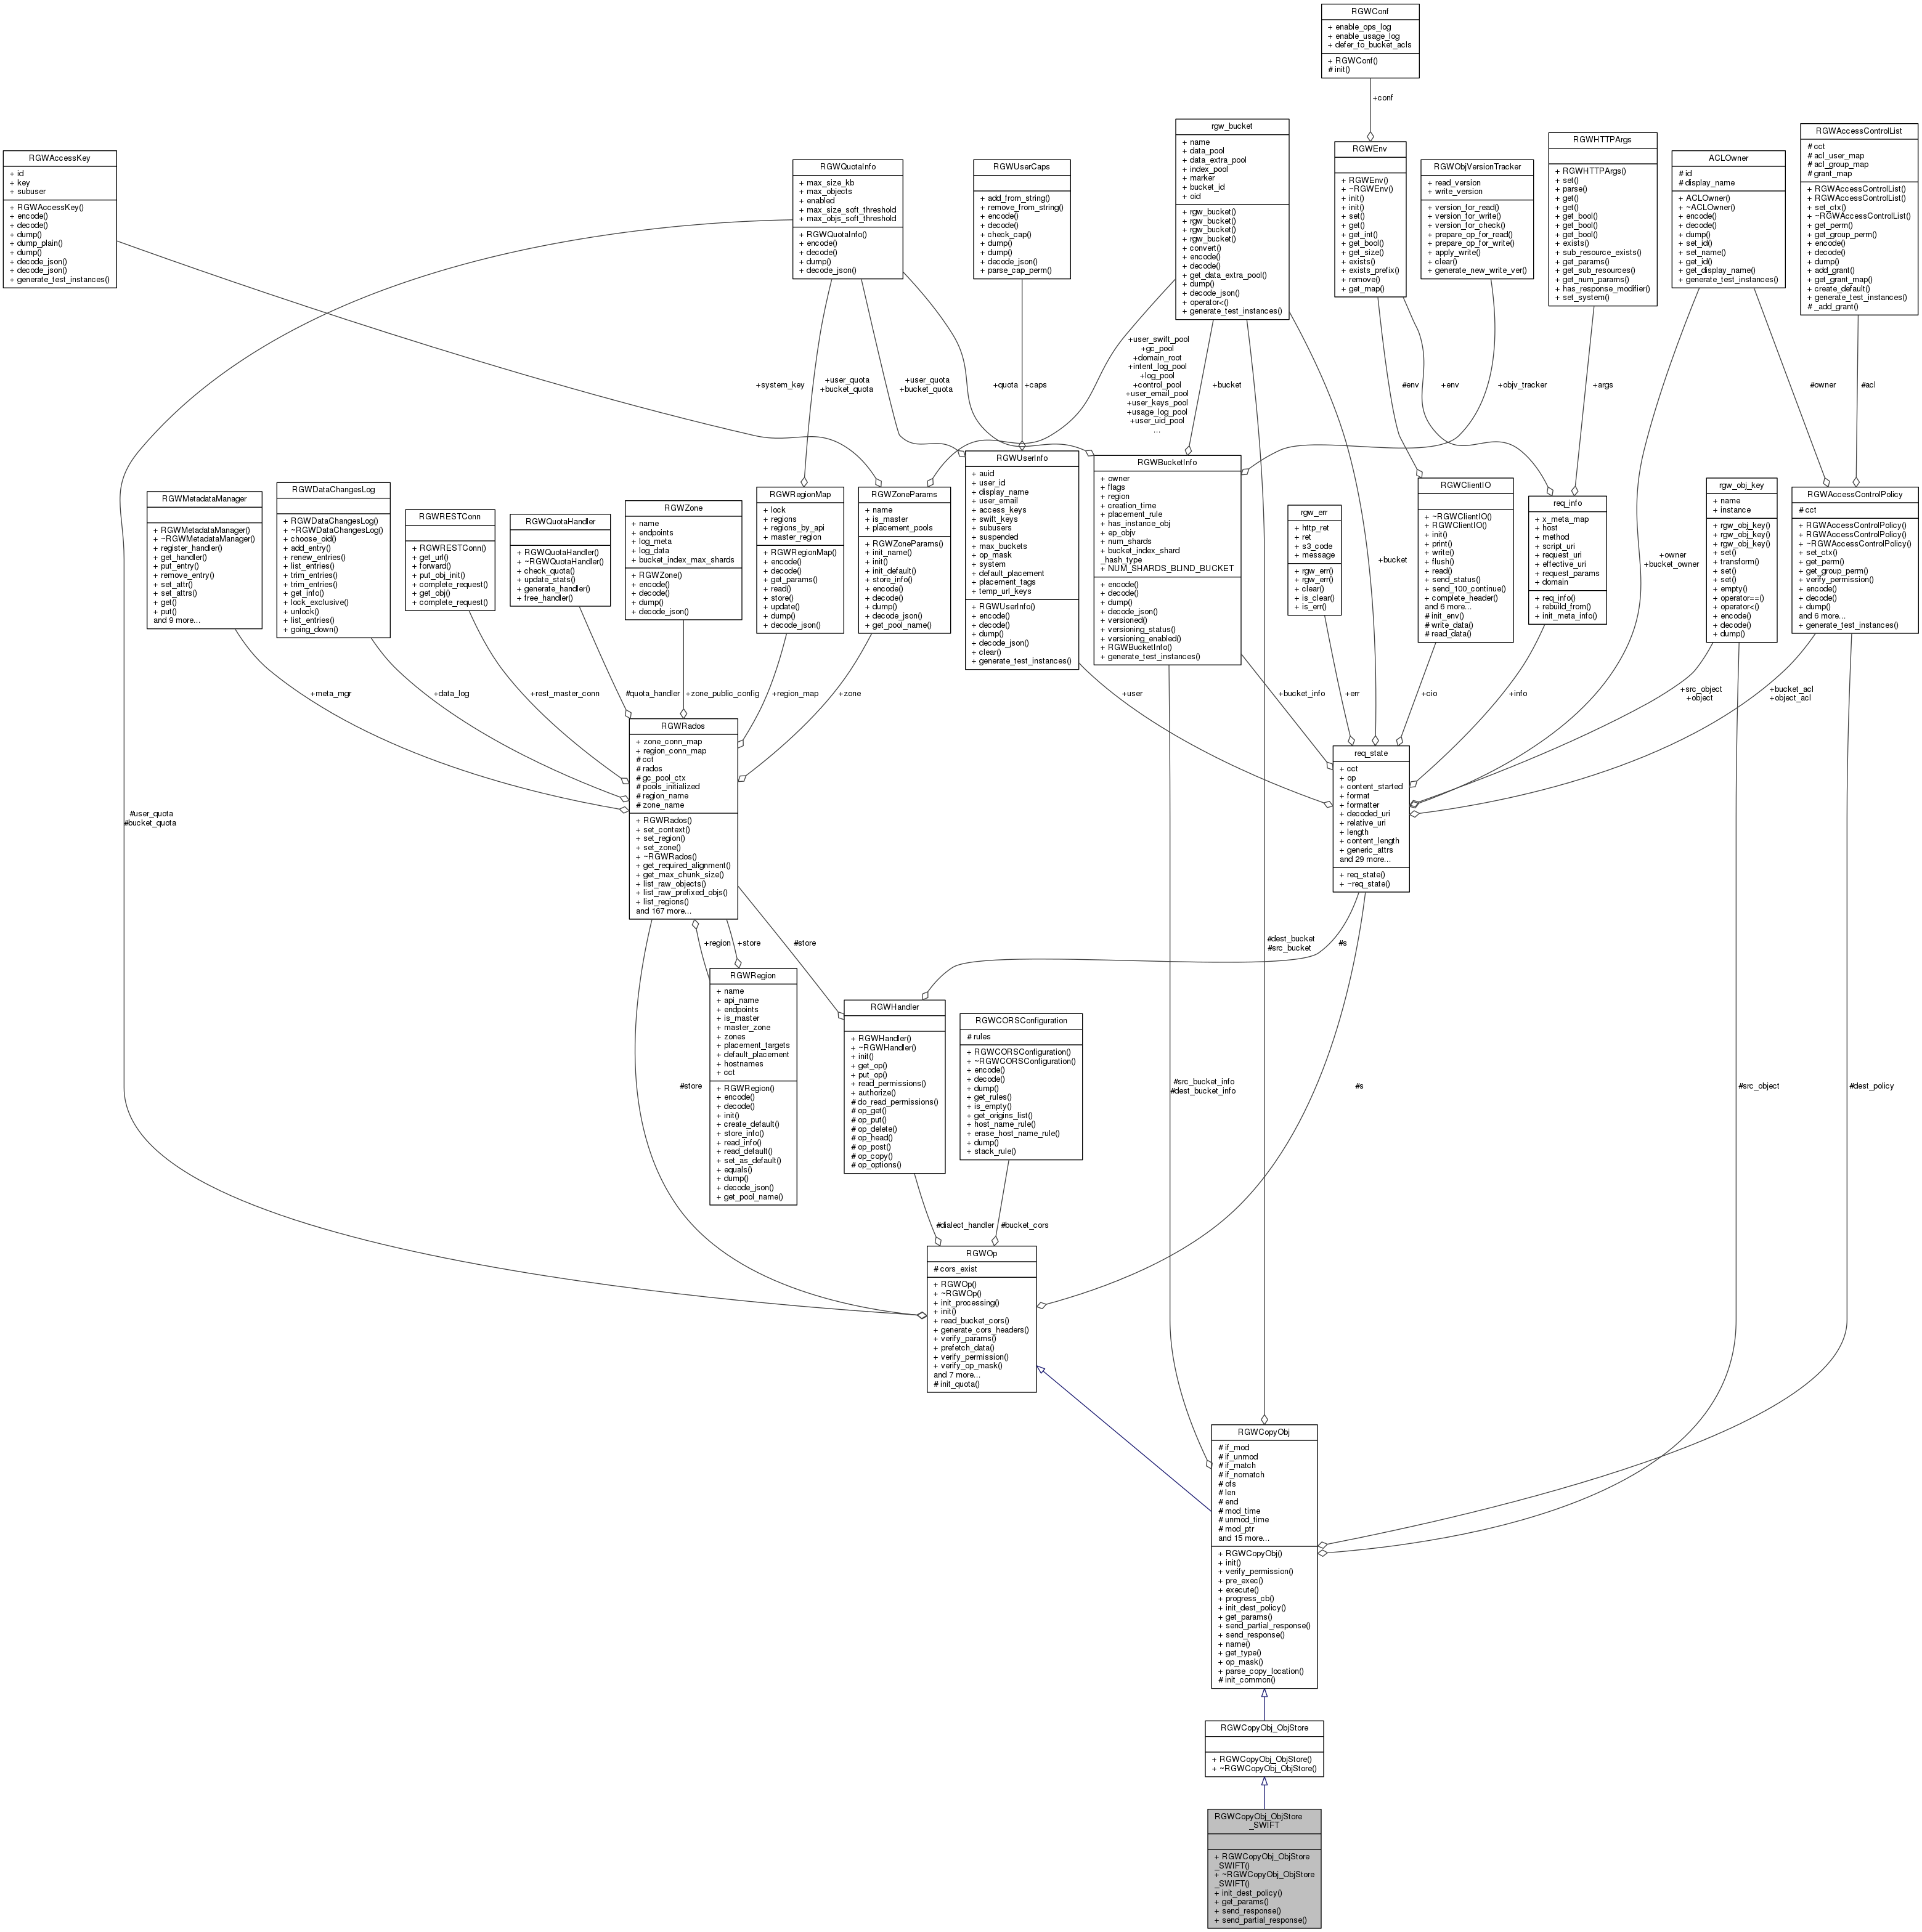 RGWConf
+ enable_ops_log
+ enable_usage_log
+ defer_to_bucket_acls
+ RGWConf()
# init()
+conf
RGWAccessKey
+ id
+ key
+ subuser
+ RGWAccessKey()
+ encode()
+ decode()
+ dump()
+ dump_plain()
+ dump()
+ decode_json()
+ decode_json()
+ generate_test_instances()
RGWQuotaInfo
+ max_size_kb
+ max_objects
+ enabled
+ max_size_soft_threshold
+ max_objs_soft_threshold
+ RGWQuotaInfo()
+ encode()
+ decode()
+ dump()
+ decode_json()
RGWUserCaps
+ add_from_string()
+ remove_from_string()
+ encode()
+ decode()
+ check_cap()
+ dump()
+ dump()
+ decode_json()
+ parse_cap_perm()
rgw_bucket
+ name
+ data_pool
+ data_extra_pool
+ index_pool
+ marker
+ bucket_id
+ oid
+ rgw_bucket()
+ rgw_bucket()
+ rgw_bucket()
+ rgw_bucket()
+ convert()
+ encode()
+ decode()
+ get_data_extra_pool()
+ dump()
+ decode_json()
+ operator<()
+ generate_test_instances()
RGWEnv
+ RGWEnv()
+ ~RGWEnv()
+ init()
+ init()
+ set()
+ get()
+ get_int()
+ get_bool()
+ get_size()
+ exists()
+ exists_prefix()
+ remove()
+ get_map()
RGWObjVersionTracker
+ read_version
+ write_version
+ version_for_read()
+ version_for_write()
+ version_for_check()
+ prepare_op_for_read()
+ prepare_op_for_write()
+ apply_write()
+ clear()
+ generate_new_write_ver()
RGWHTTPArgs
+ RGWHTTPArgs()
+ set()
+ parse()
+ get()
+ get()
+ get_bool()
+ get_bool()
+ get_bool()
+ exists()
+ sub_resource_exists()
+ get_params()
+ get_sub_resources()
+ get_num_params()
+ has_response_modifier()
+ set_system()
ACLOwner
# id
# display_name
+ ACLOwner()
+ ~ACLOwner()
+ encode()
+ decode()
+ dump()
+ set_id()
+ set_name()
+ get_id()
+ get_display_name()
+ generate_test_instances()
RGWAccessControlList
# cct
# acl_user_map
# acl_group_map
# grant_map
+ RGWAccessControlList()
+ RGWAccessControlList()
+ set_ctx()
+ ~RGWAccessControlList()
+ get_perm()
+ get_group_perm()
+ encode()
+ decode()
+ dump()
+ add_grant()
+ get_grant_map()
+ create_default()
+ generate_test_instances()
# _add_grant()
+system_key
+user_quota
+bucket_quota
+user_quota
+bucket_quota
+quota
+caps
+user_swift_pool
+gc_pool
+domain_root
+intent_log_pool
+log_pool
+control_pool
+user_email_pool
+user_keys_pool
+usage_log_pool
+user_uid_pool
...
+bucket
#env
+env
+objv_tracker
+args
#owner
#acl
+bucket
+owner
+bucket_owner
RGWMetadataManager
+ RGWMetadataManager()
+ ~RGWMetadataManager()
+ register_handler()
+ get_handler()
+ put_entry()
+ remove_entry()
+ set_attr()
+ set_attrs()
+ get()
+ put()
and 9 more...
RGWDataChangesLog
+ RGWDataChangesLog()
+ ~RGWDataChangesLog()
+ choose_oid()
+ add_entry()
+ renew_entries()
+ list_entries()
+ trim_entries()
+ trim_entries()
+ get_info()
+ lock_exclusive()
+ unlock()
+ list_entries()
+ going_down()
RGWRESTConn
+ RGWRESTConn()
+ get_url()
+ forward()
+ put_obj_init()
+ complete_request()
+ get_obj()
+ complete_request()
RGWQuotaHandler
+ RGWQuotaHandler()
+ ~RGWQuotaHandler()
+ check_quota()
+ update_stats()
+ generate_handler()
+ free_handler()
RGWZone
+ name
+ endpoints
+ log_meta
+ log_data
+ bucket_index_max_shards
+ RGWZone()
+ encode()
+ decode()
+ dump()
+ decode_json()
RGWRegionMap
+ lock
+ regions
+ regions_by_api
+ master_region
+ RGWRegionMap()
+ encode()
+ decode()
+ get_params()
+ read()
+ store()
+ update()
+ dump()
+ decode_json()
RGWZoneParams
+ name
+ is_master
+ placement_pools
+ RGWZoneParams()
+ init_name()
+ init()
+ init_default()
+ store_info()
+ encode()
+ decode()
+ dump()
+ decode_json()
+ get_pool_name()
RGWUserInfo
+ auid
+ user_id
+ display_name
+ user_email
+ access_keys
+ swift_keys
+ subusers
+ suspended
+ max_buckets
+ op_mask
+ system
+ default_placement
+ placement_tags
+ temp_url_keys
+ RGWUserInfo()
+ encode()
+ decode()
+ dump()
+ decode_json()
+ clear()
+ generate_test_instances()
RGWBucketInfo
+ owner
+ flags
+ region
+ creation_time
+ placement_rule
+ has_instance_obj
+ ep_objv
+ num_shards
+ bucket_index_shard
_hash_type
+ NUM_SHARDS_BLIND_BUCKET
+ encode()
+ decode()
+ dump()
+ decode_json()
+ versioned()
+ versioning_status()
+ versioning_enabled()
+ RGWBucketInfo()
+ generate_test_instances()
rgw_err
+ http_ret
+ ret
+ s3_code
+ message
+ rgw_err()
+ rgw_err()
+ clear()
+ is_clear()
+ is_err()
RGWClientIO
+ ~RGWClientIO()
+ RGWClientIO()
+ init()
+ print()
+ write()
+ flush()
+ read()
+ send_status()
+ send_100_continue()
+ complete_header()
and 6 more...
# init_env()
# write_data()
# read_data()
req_info
+ x_meta_map
+ host
+ method
+ script_uri
+ request_uri
+ effective_uri
+ request_params
+ domain
+ req_info()
+ rebuild_from()
+ init_meta_info()
rgw_obj_key
+ name
+ instance
+ rgw_obj_key()
+ rgw_obj_key()
+ rgw_obj_key()
+ set()
+ transform()
+ set()
+ set()
+ empty()
+ operator==()
+ operator<()
+ encode()
+ decode()
+ dump()
RGWAccessControlPolicy
# cct
+ RGWAccessControlPolicy()
+ RGWAccessControlPolicy()
+ ~RGWAccessControlPolicy()
+ set_ctx()
+ get_perm()
+ get_group_perm()
+ verify_permission()
+ encode()
+ decode()
+ dump()
and 6 more...
+ generate_test_instances()
+meta_mgr
+data_log
+rest_master_conn
#quota_handler
+zone_public_config
+region_map
+zone
+user
+bucket_info
+err
+cio
+info
+src_object
+object
+bucket_acl
+object_acl
RGWRados
+ zone_conn_map
+ region_conn_map
# cct
# rados
# gc_pool_ctx
# pools_initialized
# region_name
# zone_name
+ RGWRados()
+ set_context()
+ set_region()
+ set_zone()
+ ~RGWRados()
+ get_required_alignment()
+ get_max_chunk_size()
+ list_raw_objects()
+ list_raw_prefixed_objs()
+ list_regions()
and 167 more...
req_state
+ cct
+ op
+ content_started
+ format
+ formatter
+ decoded_uri
+ relative_uri
+ length
+ content_length
+ generic_attrs
and 29 more...
+ req_state()
+ ~req_state()
#user_quota
#bucket_quota
+region
+store
#store
#dest_bucket
#src_bucket
#s
RGWRegion
+ name
+ api_name
+ endpoints
+ is_master
+ master_zone
+ zones
+ placement_targets
+ default_placement
+ hostnames
+ cct
+ RGWRegion()
+ encode()
+ decode()
+ init()
+ create_default()
+ store_info()
+ read_info()
+ read_default()
+ set_as_default()
+ equals()
+ dump()
+ decode_json()
+ get_pool_name()
RGWHandler
+ RGWHandler()
+ ~RGWHandler()
+ init()
+ get_op()
+ put_op()
+ read_permissions()
+ authorize()
# do_read_permissions()
# op_get()
# op_put()
# op_delete()
# op_head()
# op_post()
# op_copy()
# op_options()
RGWCORSConfiguration
# rules
+ RGWCORSConfiguration()
+ ~RGWCORSConfiguration()
+ encode()
+ decode()
+ dump()
+ get_rules()
+ is_empty()
+ get_origins_list()
+ host_name_rule()
+ erase_host_name_rule()
+ dump()
+ stack_rule()
#store
#src_bucket_info
#dest_bucket_info
#s
#src_object
#dest_policy
#dialect_handler
#bucket_cors
RGWOp
# cors_exist
+ RGWOp()
+ ~RGWOp()
+ init_processing()
+ init()
+ read_bucket_cors()
+ generate_cors_headers()
+ verify_params()
+ prefetch_data()
+ verify_permission()
+ verify_op_mask()
and 7 more...
# init_quota()
RGWCopyObj
# if_mod
# if_unmod
# if_match
# if_nomatch
# ofs
# len
# end
# mod_time
# unmod_time
# mod_ptr
and 15 more...
+ RGWCopyObj()
+ init()
+ verify_permission()
+ pre_exec()
+ execute()
+ progress_cb()
+ init_dest_policy()
+ get_params()
+ send_partial_response()
+ send_response()
+ name()
+ get_type()
+ op_mask()
+ parse_copy_location()
# init_common()
RGWCopyObj_ObjStore
+ RGWCopyObj_ObjStore()
+ ~RGWCopyObj_ObjStore()
RGWCopyObj_ObjStore
_SWIFT
+ RGWCopyObj_ObjStore
_SWIFT()
+ ~RGWCopyObj_ObjStore
_SWIFT()
+ init_dest_policy()
+ get_params()
+ send_response()
+ send_partial_response()